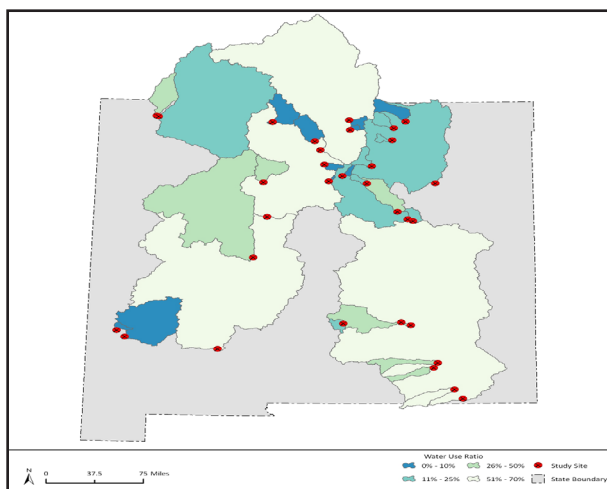 Water Use Ratio
0% - 10%
26% - 50%
Study Site
11% - 25%
51% - 70%
State Boundary
N
0
37.5
75 Miles